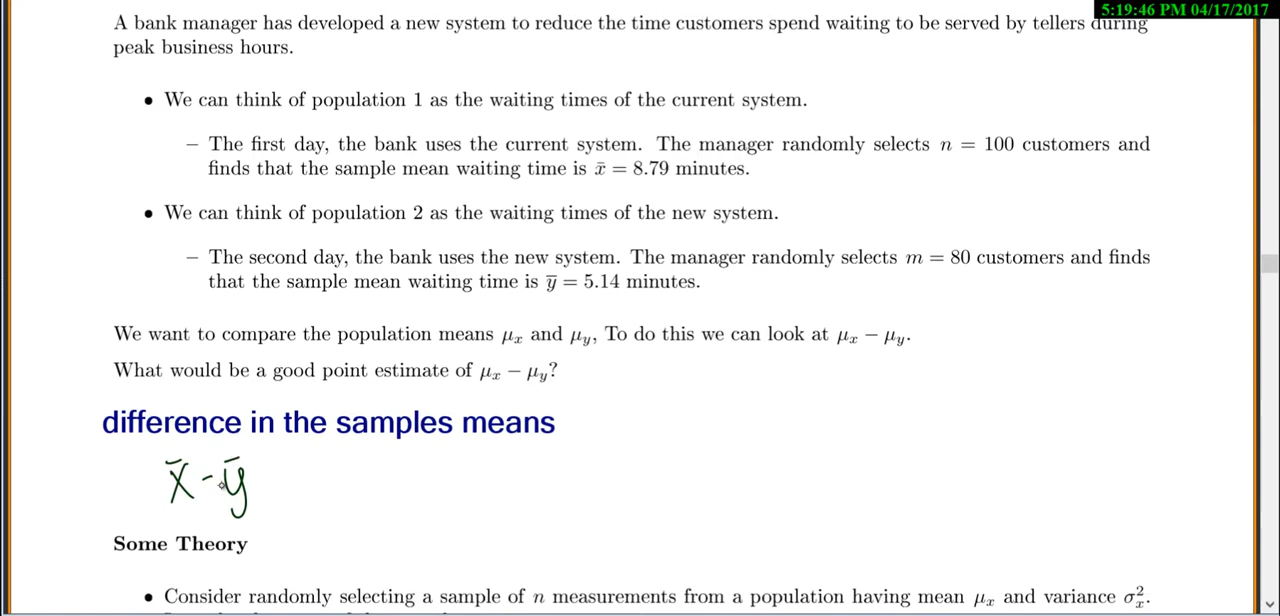 5:19:46 PM 04/17/2017
A bank manager has developed a new system to reduce the time customers spend waiting to be served by tellers during
peak business hours.
• We can think of population 1 as the waiting times of the current system.
– The first day, the bank uses the current system. The manager randomly selects n = 100 customers and
finds that the sample mean waiting time is x̄ = 8.79 minutes.
• We can think of population 2 as the waiting times of the new system.
– The second day, the bank uses the new system. The manager randomly selects m = 80 customers and finds
that the sample mean waiting time is ȳ = 5.14 minutes.
We want to compare the population means μₓ and μ_y, To do this we can look at μₓ − μ_y.
What would be a good point estimate of μₓ − μ_y?
difference in the samples means
x̄ - ȳ
Some Theory
• Consider randomly selecting a sample of n measurements from a population having mean μₓ and variance σₓ².